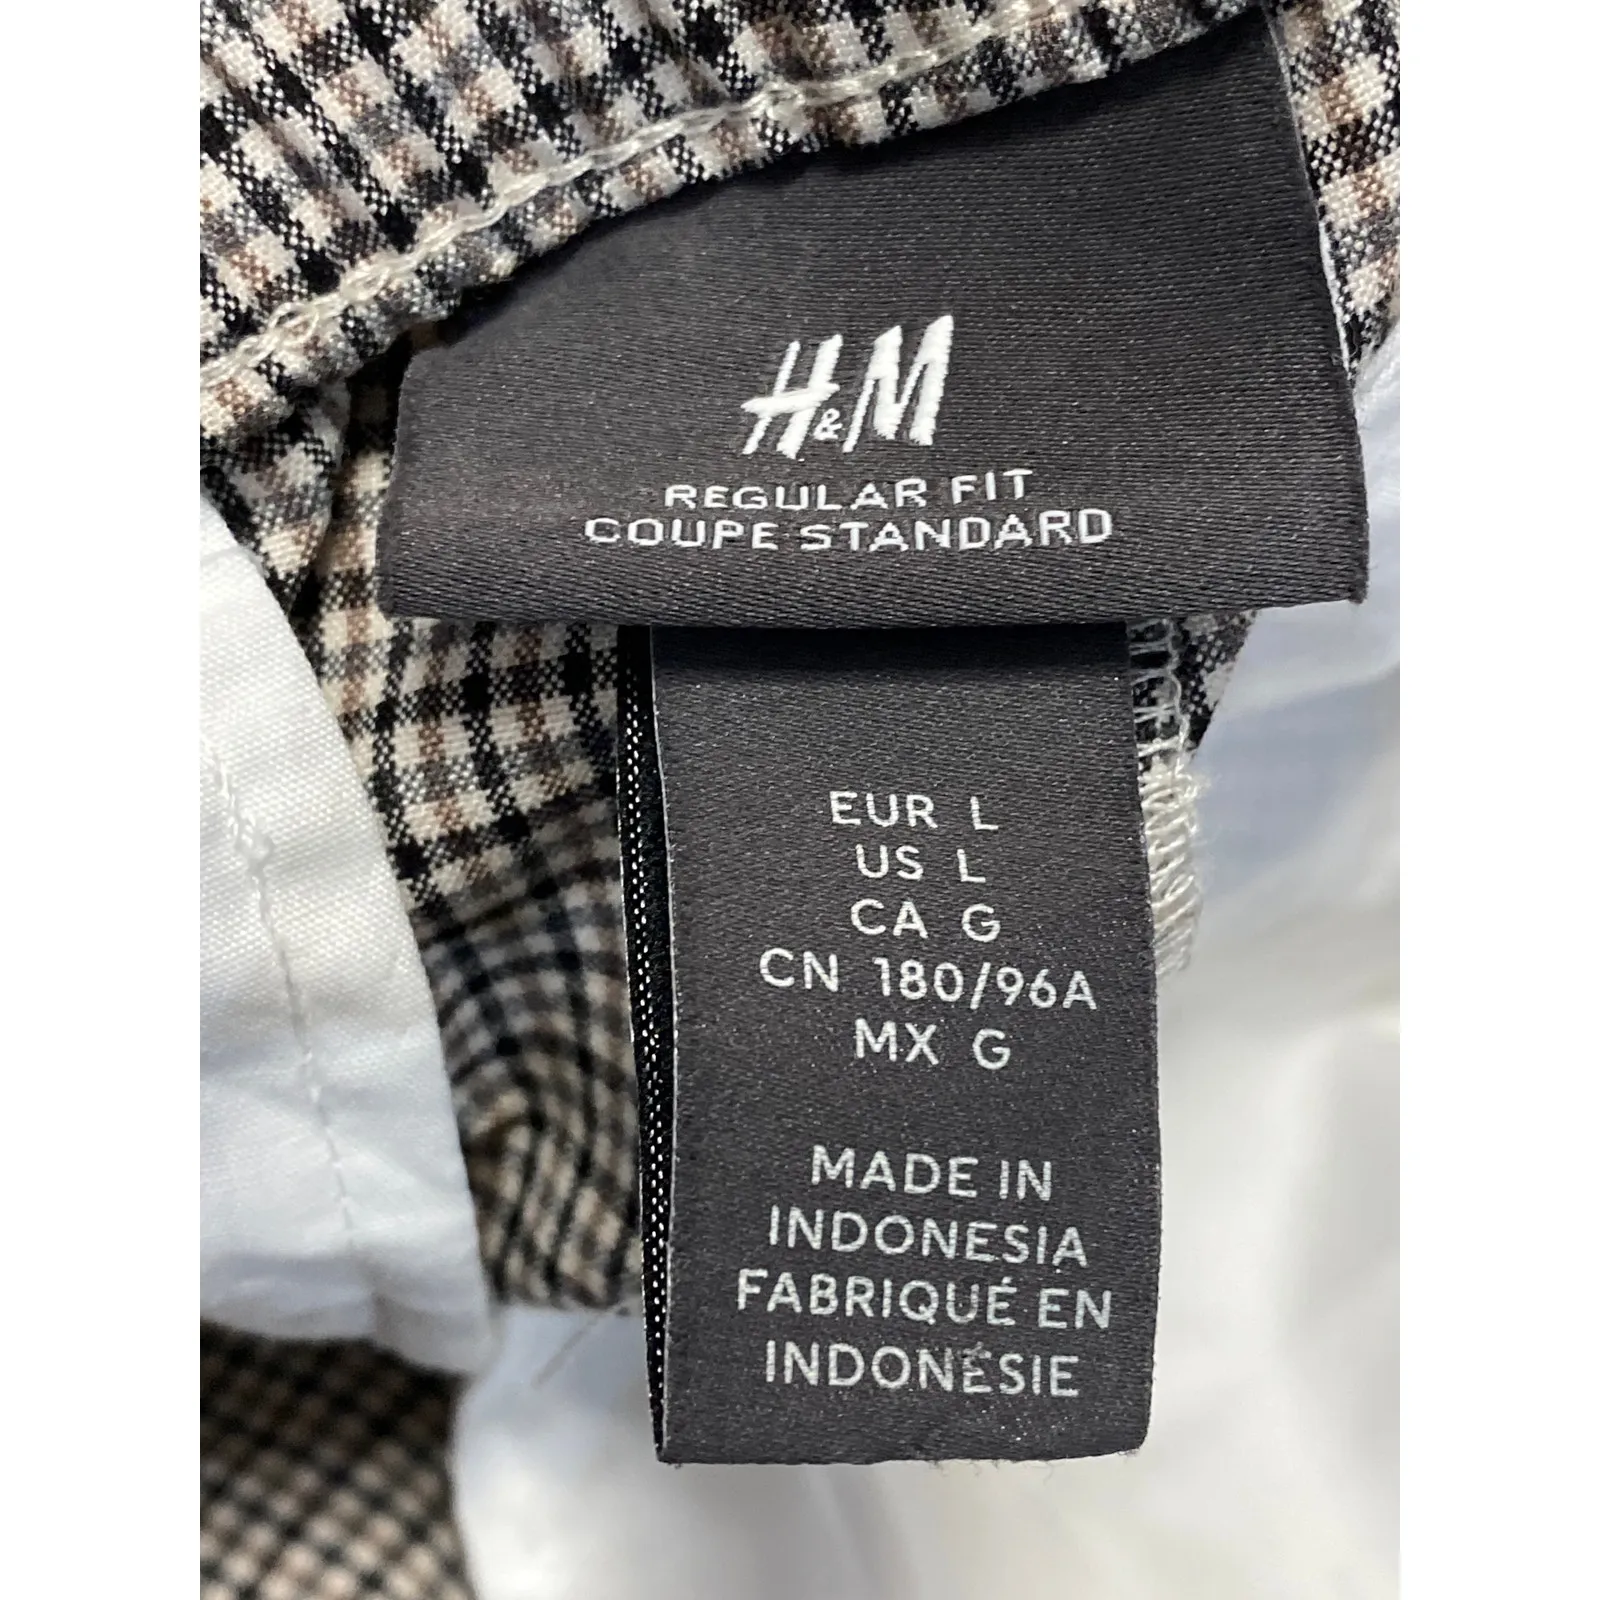 H&M
REGULAR FIT
COUPE STANDARD
EUR L
US L
CA G
CN 180/96A
MX G
MADE IN
INDONESIA
FABRIQUÉ EN
INDONÉSIE